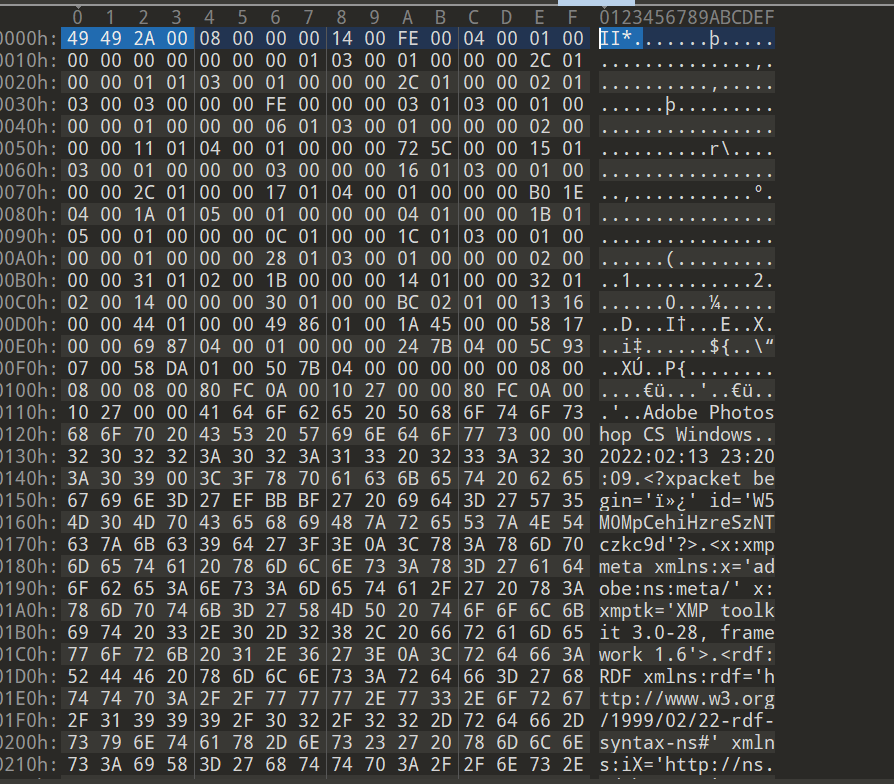 0 1 2 3 4 5 6 7 8 9 A B C D E F 0123456789ABCDEF
0000h: 49 49 2A 00 08 00 00 00 14 00 FE 00 04 00 01 00 II*.......þ.....
0010h: 00 00 00 00 00 00 00 01 03 00 01 00 00 00 2C 01 ..............,.
0020h: 00 00 01 01 03 00 01 00 00 00 2C 01 00 00 02 01 ..........,.....
0030h: 03 00 03 00 00 00 FE 00 00 00 03 01 03 00 01 00 ......þ.........
0040h: 00 00 01 00 00 00 06 01 03 00 01 00 00 00 02 00 ................
0050h: 00 00 11 01 04 00 01 00 00 00 72 5C 00 00 15 01 ..........r\....
0060h: 03 00 01 00 00 00 03 00 00 00 16 01 03 00 01 00 ................
0070h: 00 00 2C 01 00 00 17 01 04 00 01 00 00 00 B0 1E ..,...........°.
0080h: 04 00 1A 01 05 00 01 00 00 00 04 01 00 00 1B 01 ................
0090h: 05 00 01 00 00 00 0C 01 00 00 1C 01 03 00 01 00 ................
00A0h: 00 00 01 00 00 00 28 01 03 00 01 00 00 00 02 00 ......(.........
00B0h: 00 00 31 01 02 00 1B 00 00 00 14 01 00 00 32 01 ..1...........2.
00C0h: 02 00 14 00 00 00 30 01 00 00 BC 02 01 00 13 16 ......0...¼.....
00D0h: 00 00 44 01 00 00 49 86 01 00 1A 45 00 00 58 17 ..D...I†...E..X.
00E0h: 00 00 69 87 04 00 01 00 00 00 24 7B 04 00 5C 93 ..i‡......${..\“
00F0h: 07 00 58 DA 01 00 50 7B 04 00 00 00 00 00 08 00 ..XÚ..P{........
0100h: 08 00 08 00 80 FC 0A 00 10 27 00 00 80 FC 0A 00 ....€ü...'..€ü..
0110h: 10 27 00 00 41 64 6F 62 65 20 50 68 6F 74 6F 73 .'..Adobe Photos
0120h: 68 6F 70 20 43 53 20 57 69 6E 64 6F 77 73 00 00 hop CS Windows..
0130h: 32 30 32 32 3A 30 32 3A 31 33 20 32 33 3A 32 30 2022:02:13 23:20
0140h: 3A 30 39 00 3C 3F 78 70 61 63 6B 65 74 20 62 65 :09.<?xpacket be
0150h: 67 69 6E 3D 27 EF BB BF 27 20 69 64 3D 27 57 35 gin='ï»¿' id='W5
0160h: 4D 30 4D 70 43 65 68 69 48 7A 72 65 53 7A 4E 54 M0MpCehiHzreSzNT
0170h: 63 7A 6B 63 39 64 27 3F 3E 0A 3C 78 3A 78 6D 70 czkc9d'?>.<x:xmp
0180h: 6D 65 74 61 20 78 6D 6C 6E 73 3A 78 3D 27 61 64 meta xmlns:x='ad
0190h: 6F 62 65 3A 6E 73 3A 6D 65 74 61 2F 27 20 78 3A obe:ns:meta/' x:
01A0h: 78 6D 70 74 6B 3D 27 58 4D 50 20 74 6F 6F 6C 6B xmptk='XMP toolk
01B0h: 69 74 20 33 2E 30 2D 32 38 2C 20 66 72 61 6D 65 it 3.0-28, frame
01C0h: 77 6F 72 6B 20 31 2E 36 27 3E 0A 3C 72 64 66 3A work 1.6'>.<rdf:
01D0h: 52 44 46 20 78 6D 6C 6E 73 3A 72 64 66 3D 27 68 RDF xmlns:rdf='h
01E0h: 74 74 70 3A 2F 2F 77 77 77 2E 77 33 2E 6F 72 67 ttp://www.w3.org
01F0h: 2F 31 39 39 39 2F 30 32 2F 32 32 2D 72 64 66 2D /1999/02/22-rdf-
0200h: 73 79 6E 74 61 78 2D 6E 73 23 27 20 78 6D 6C 6E syntax-ns#' xmln
0210h: 73 3A 69 58 3D 27 68 74 74 70 3A 2F 2F 6E 73 2E s:iX='http://ns.